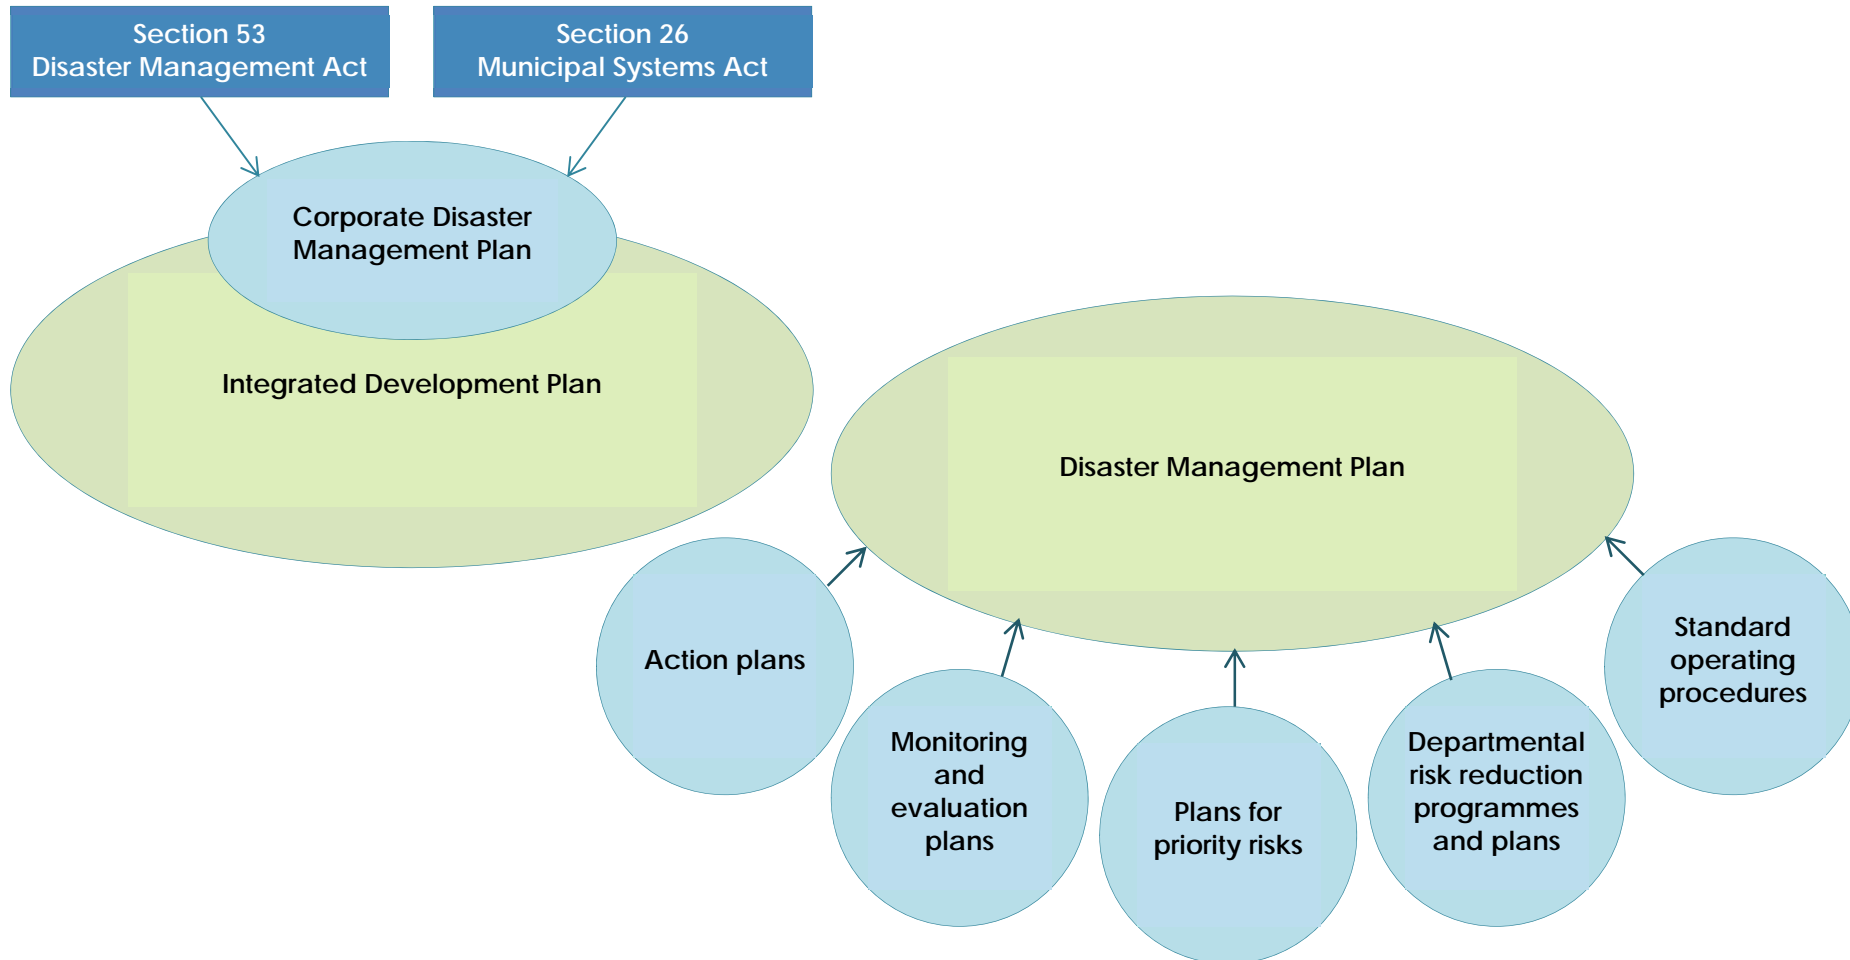 Section 53
Disaster Management Act
Section 26
Municipal Systems Act
Corporate Disaster
Management Plan
Integrated Development Plan
Disaster Management Plan
Action plans
Monitoring
and
evaluation
plans
Plans for
priority risks
Departmental
risk reduction
programmes
and plans
Standard
operating
procedures